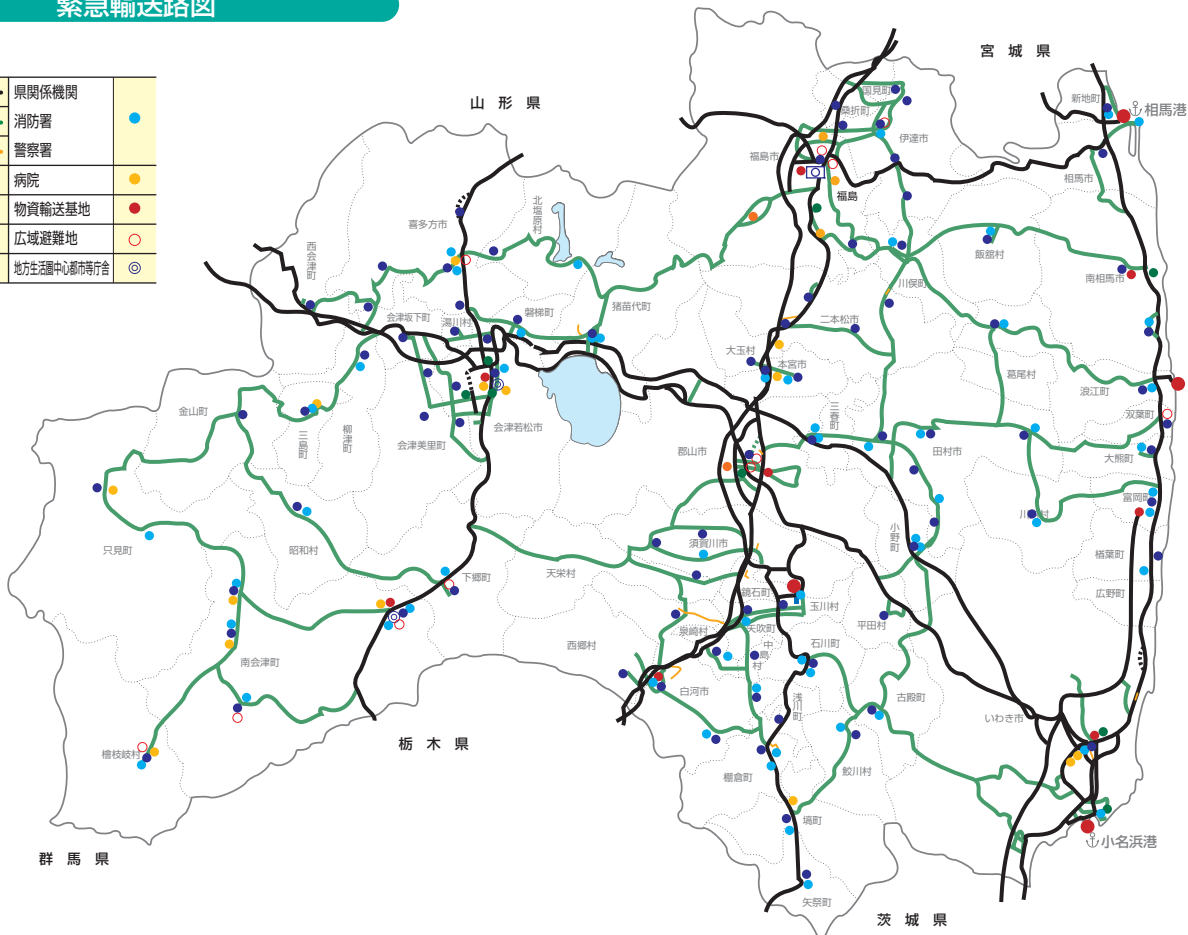 緊急輸送路図
県関係機関
消防署
警察署
病院
物資輸送基地
広域避難地
地方生活圏中心都市等庁舎
宮城県
山形県
国見町
新地町
桑折町
相馬港
伊達市
福島市
相馬市
福島
北塩原村
喜多方市
西会津町
飯舘村
南相馬市
川俣町
猪苗代町
磐梯町
会津坂下町
湯川村
二本松市
大玉村
本宮市
葛尾村
浪江町
双葉町
金山町
三島町
柳津町
会津美里町
会津若松市
三春町
郡山市
田村市
大熊町
富岡町
川内村
只見町
昭和村
小野町
須賀川市
楢葉町
天栄村
下郷町
鏡石町
玉川村
広野町
泉崎村
矢吹町
平田村
西郷村
中島村
石川町
南会津町
白河市
浅川町
古殿町
いわき市
檜枝岐村
栃木県
棚倉町
鮫川村
塙町
小名浜港
群馬県
矢祭町
茨城県